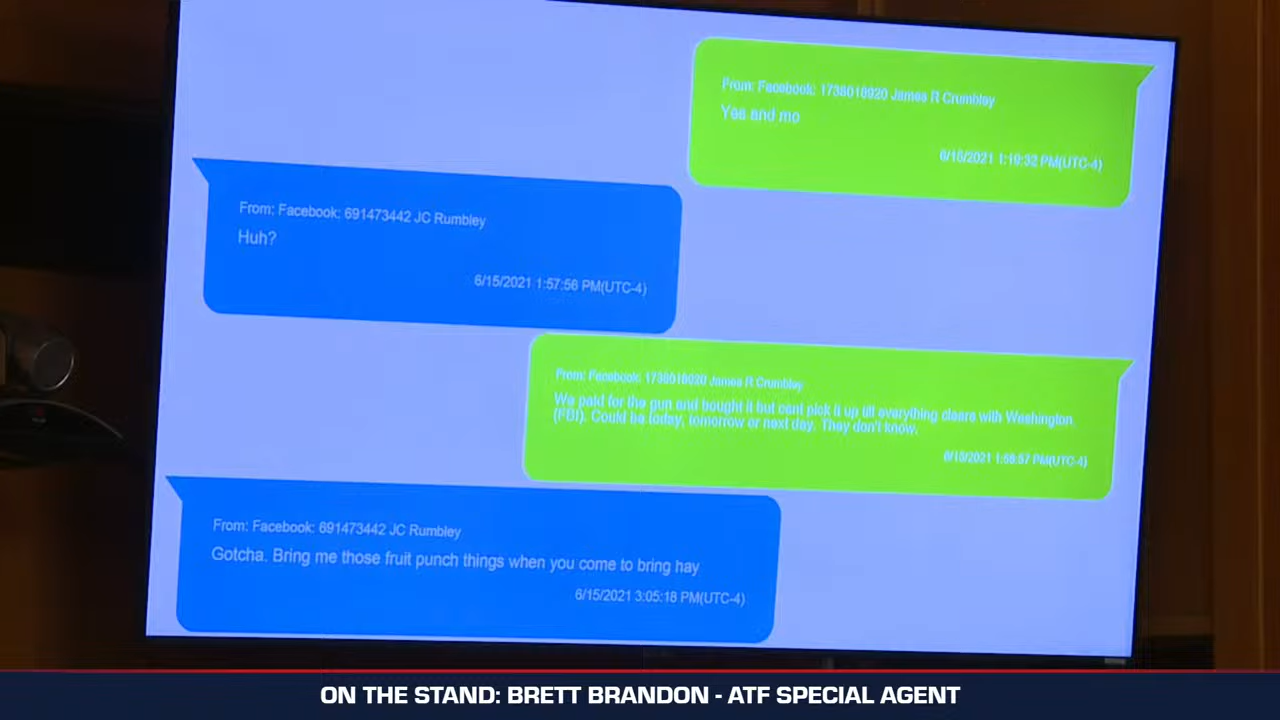 From: Facebook: 1738018920 James R Crumbley
Yes and mo
6/15/2021 1:19:32 PM(UTC-4)
From: Facebook: 691473442 JC Rumbley
Huh?
6/15/2021 1:57:56 PM(UTC-4)
From: Facebook: 1738018920 James R Crumbley
We paid for the gun and bought it but cant pick it up till everything clears with Washington.
(FBI). Could be today, tomorrow or next day. They don't know.
6/15/2021 1:58:57 PM(UTC-4)
From: Facebook: 691473442 JC Rumbley
Gotcha. Bring me those fruit punch things when you come to bring hay
6/15/2021 3:05:18 PM(UTC-4)
ON THE STAND: BRETT BRANDON - ATF SPECIAL AGENT